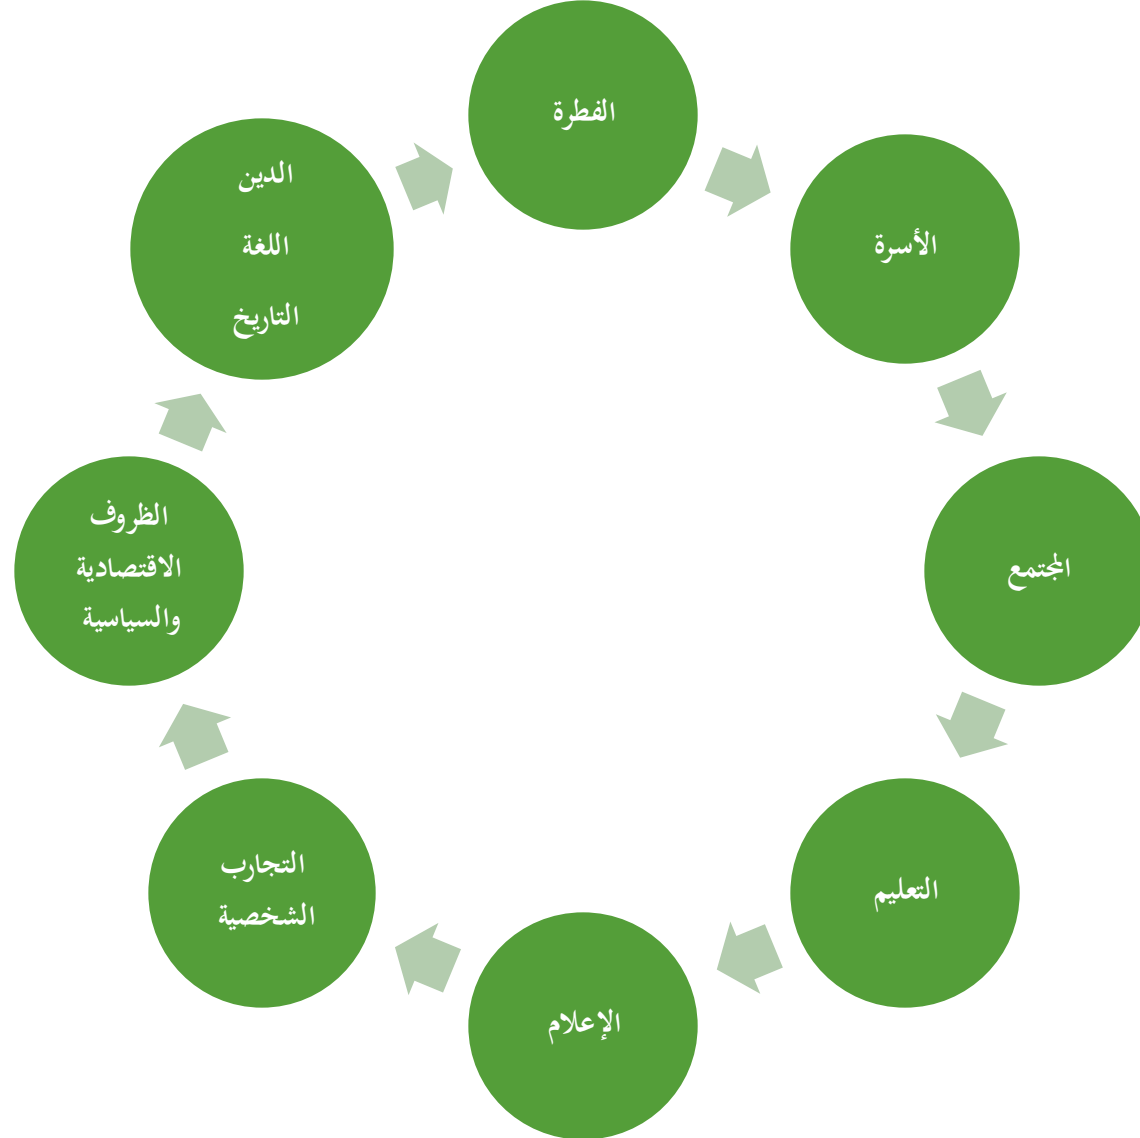 الفطرة
الأسرة
المجتمع
التعليم
الإعلام
التجارب
الشخصية
الظروف
الاقتصادية
والسياسية
الدين
اللغة
التاريخ